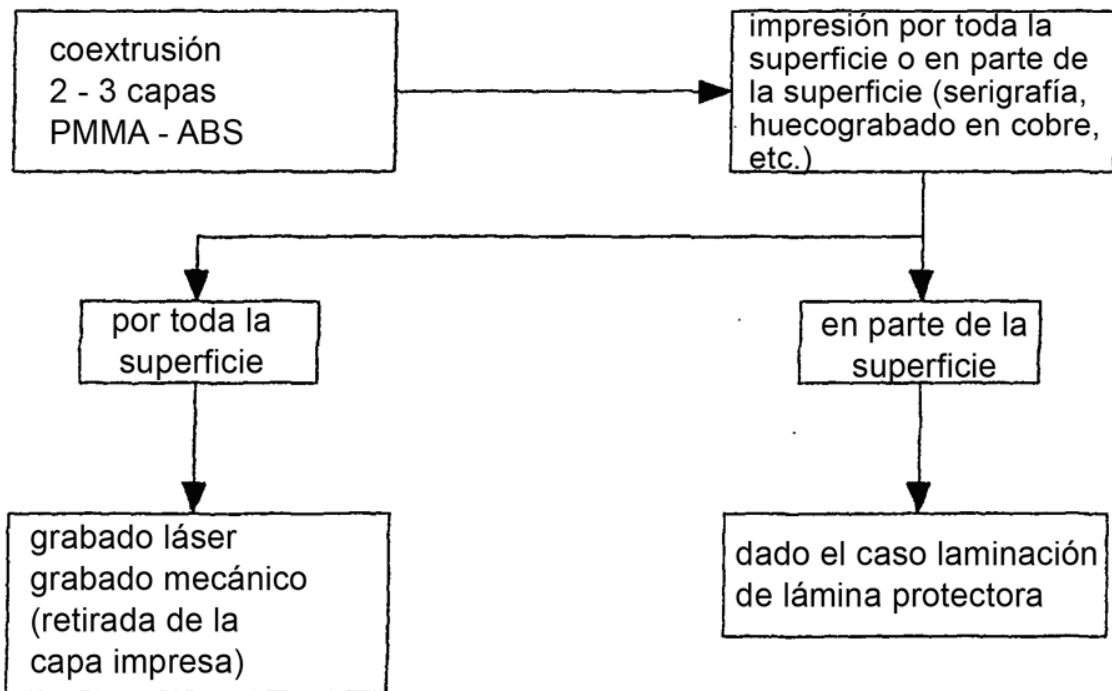 coextrusión
2 - 3 capas
PMMA - ABS
impresión por toda la
superficie o en parte de
la superficie (serigrafía,
huecograbado en cobre,
etc.)
por toda la
superficie
en parte de la
superficie
grabado láser
grabado mecánico
(retirada de la
capa impresa)
dado el caso laminación
de lámina protectora